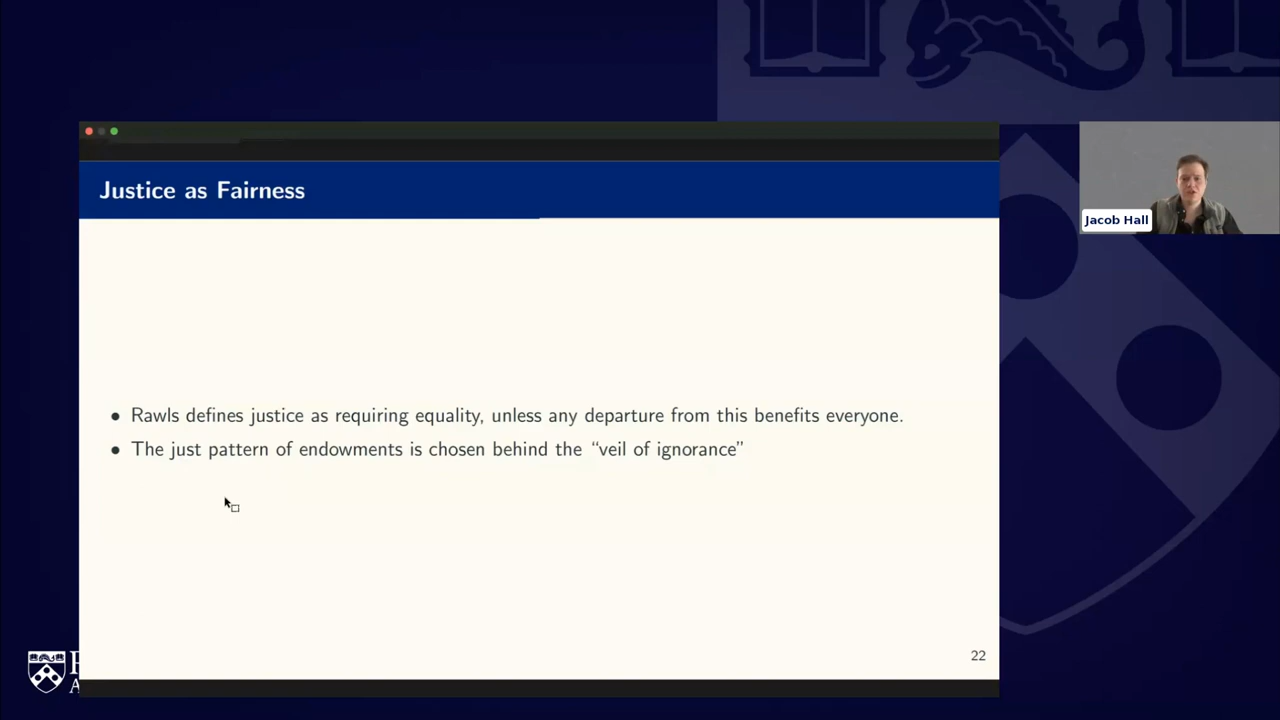 Justice as Fairness
Jacob Hall
• Rawls defines justice as requiring equality, unless any departure from this benefits everyone.
• The just pattern of endowments is chosen behind the “veil of ignorance”
22